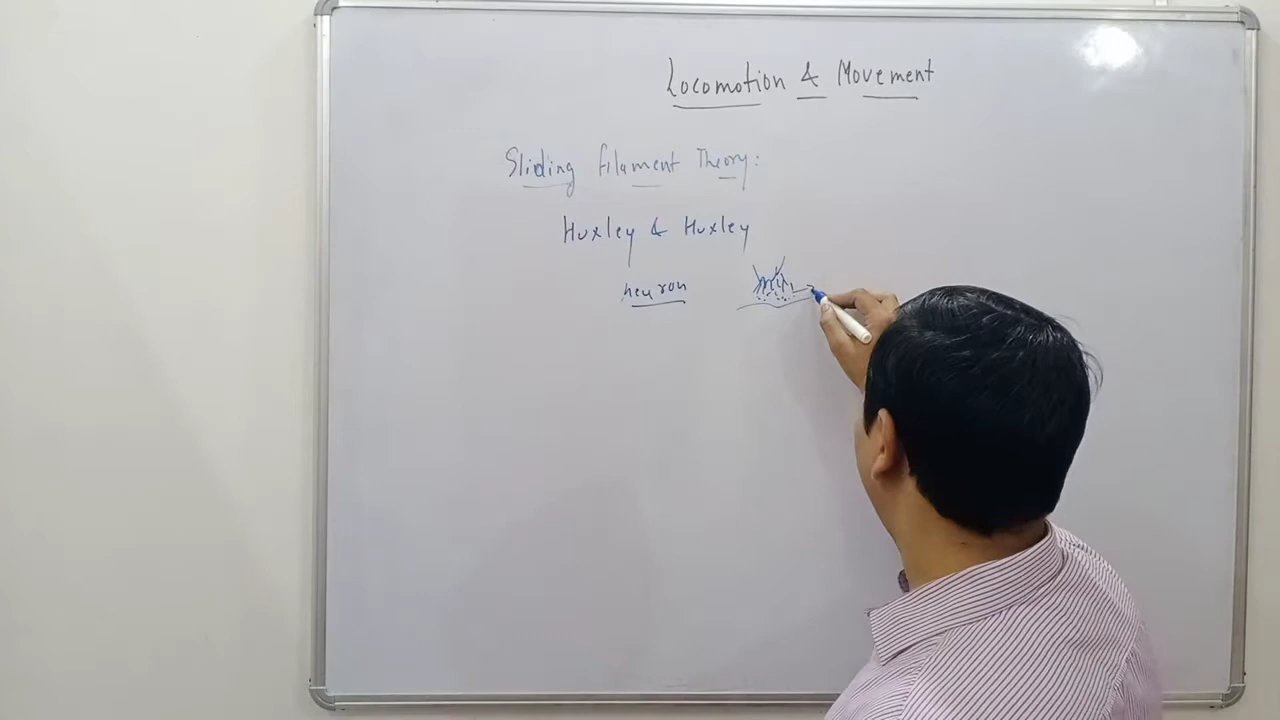 Locomotion & Movement
Sliding filament Theory:
Huxley & Huxley
neuron